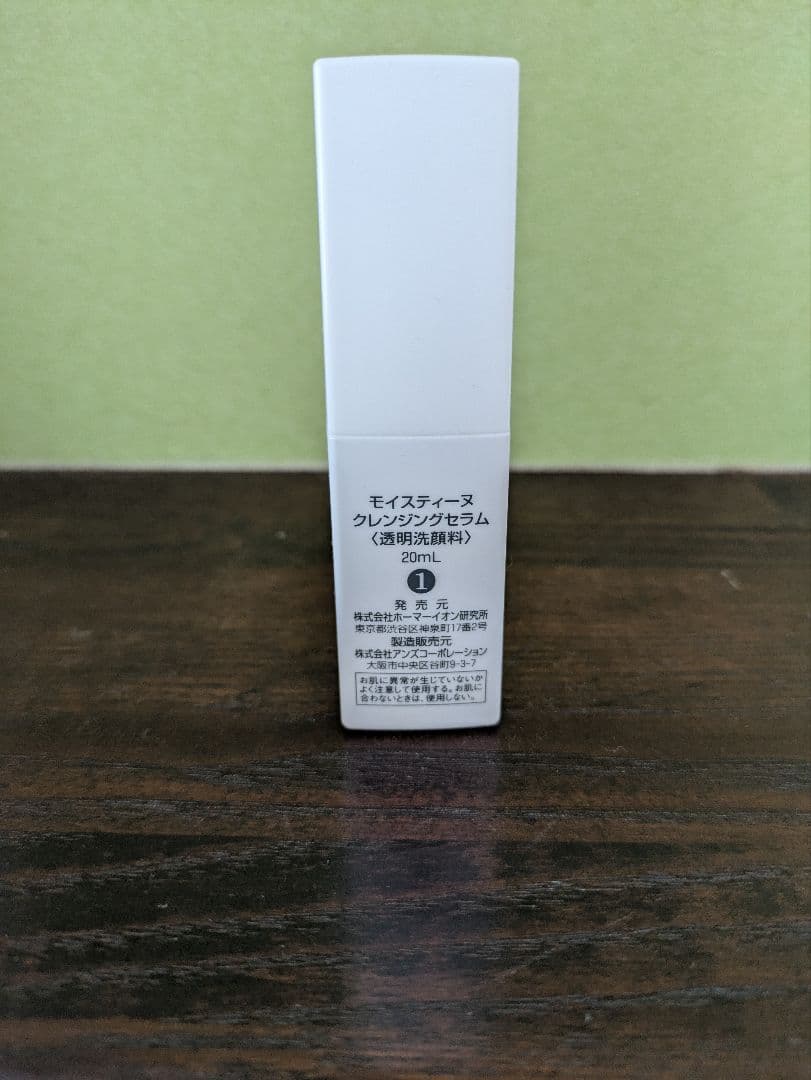 モイスティーヌ
クレンジングセラム
〈透明洗顔料〉
20mL
1
発売元
株式会社ホーマーイオン研究所
東京都渋谷区神泉町17番2号
製造販売元
株式会社アンズコーポレーション
大阪市中央区谷町9-3-7
お肌に異常が生じていないか
よく注意して使用する。お肌に
合わないときは、使用しない。